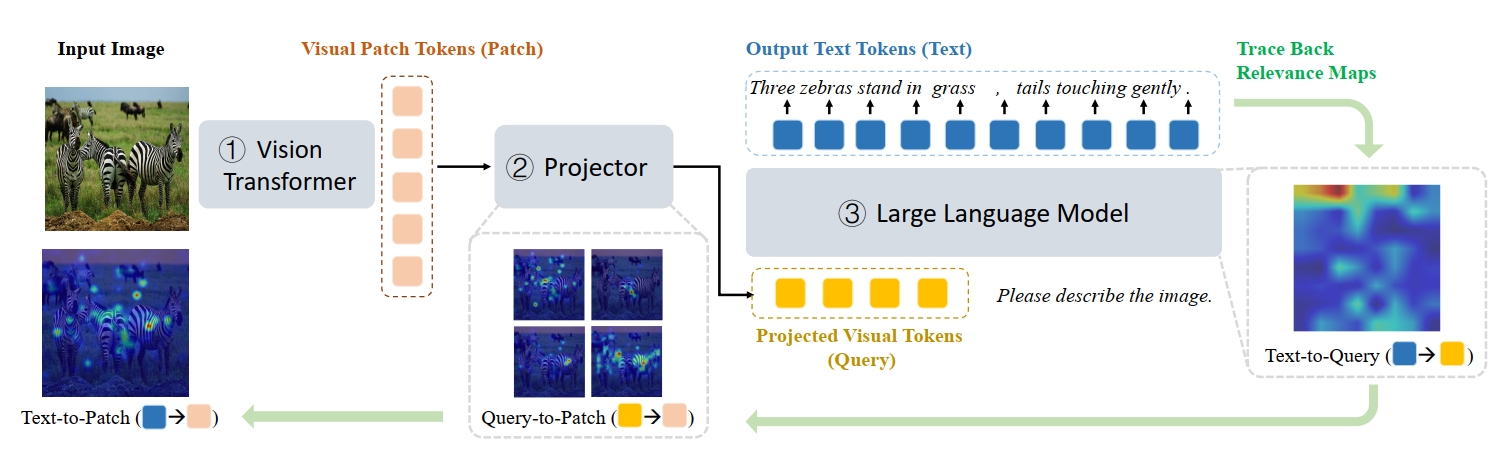 Input Image
Visual Patch Tokens (Patch)
Output Text Tokens (Text)
Trace Back
Relevance Maps
Three zebras stand in grass , tails touching gently .
① Vision
Transformer
② Projector
③ Large Language Model
Please describe the image.
Projected Visual Tokens
(Query)
Text-to-Query (→)
Text-to-Patch (→)
Query-to-Patch (→)